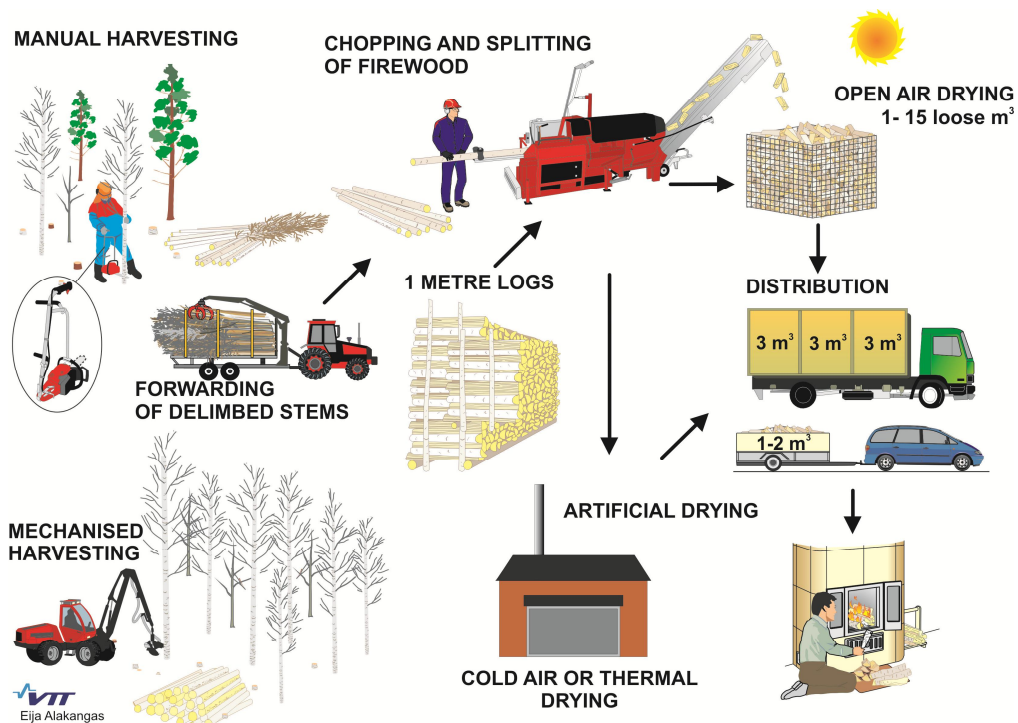 MANUAL HARVESTING
CHOPPING AND SPLITTING
OF FIREWOOD
OPEN AIR DRYING
1- 15 loose m³
1 METRE LOGS
DISTRIBUTION
3 m³ 3 m³ 3 m³
FORWARDING
OF DELIMBED STEMS
1-2 m³
ARTIFICIAL DRYING
MECHANISED
HARVESTING
COLD AIR OR THERMAL
DRYING
VTT
Eija Alakangas